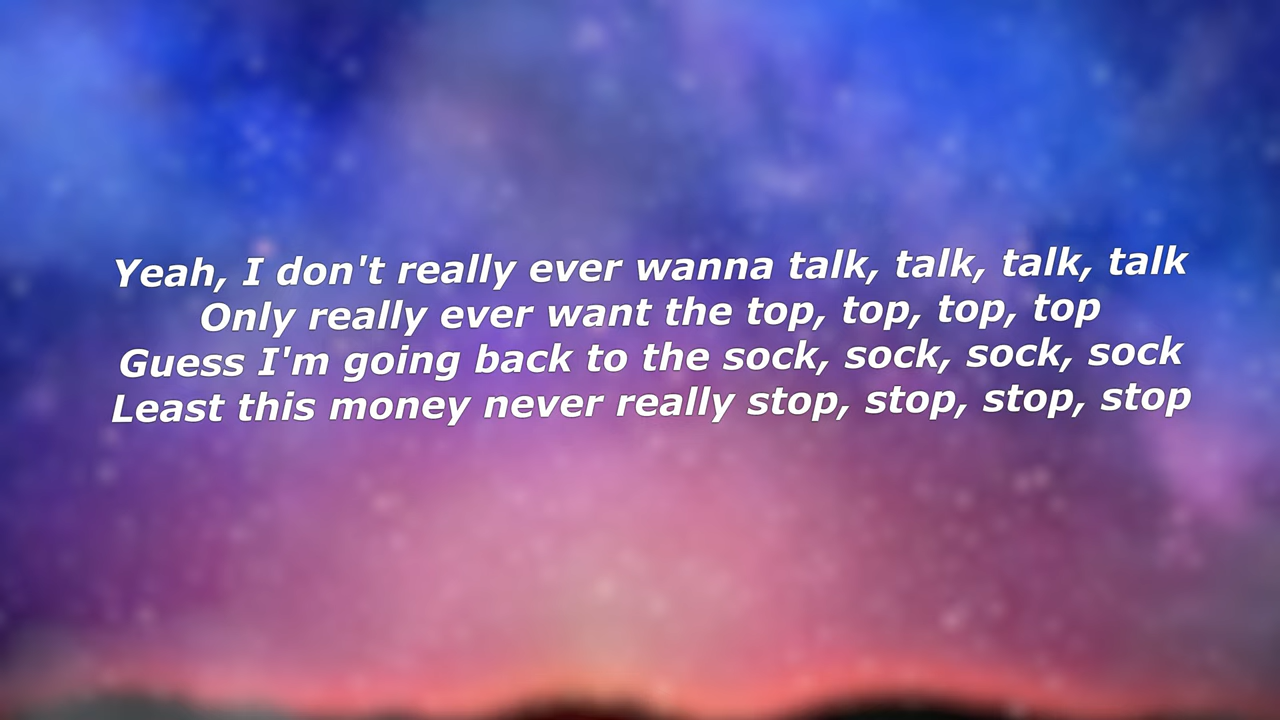 Yeah, I don't really ever wanna talk, talk, talk, talk
Only really ever want the top, top, top, top
Guess I'm going back to the sock, sock, sock, sock
Least this money never really stop, stop, stop, stop